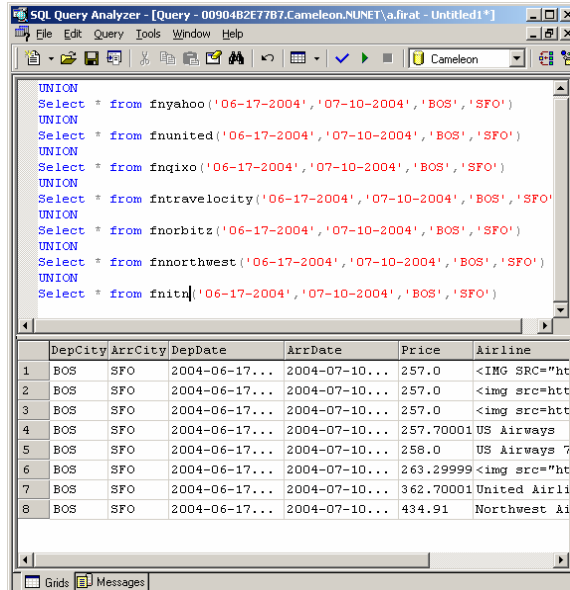 SQL Query Analyzer - [Query - 00904B2E77B7.Cameleon.NUNET\a.firat - Untitled1*]
File Edit Query Tools Window Help
Cameleon
UNION
Select * from fnyahoo('06-17-2004','07-10-2004','BOS','SFO')
UNION
Select * from fnunited('06-17-2004','07-10-2004','BOS','SFO')
UNION
Select * from fnqixo('06-17-2004','07-10-2004','BOS','SFO')
UNION
Select * from fntravelocity('06-17-2004','07-10-2004','BOS','SFO'
UNION
Select * from fnorbitz('06-17-2004','07-10-2004','BOS','SFO')
UNION
Select * from fnnorthwest('06-17-2004','07-10-2004','BOS','SFO')
UNION
Select * from fnitn('06-17-2004','07-10-2004','BOS','SFO')
DepCity ArrCity DepDate ArrDate Price Airline
1 BOS SFO 2004-06-17... 2004-07-10... 257.0 <IMG SRC="ht
2 BOS SFO 2004-06-17... 2004-07-10... 257.0 <img src=htt
3 BOS SFO 2004-06-17... 2004-07-10... 257.0 <img src=htt
4 BOS SFO 2004-06-17... 2004-07-10... 257.70001 US Airways
5 BOS SFO 2004-06-17... 2004-07-10... 258.0 US Airways 7
6 BOS SFO 2004-06-17... 2004-07-10... 263.29999 <img src="ht
7 BOS SFO 2004-06-17... 2004-07-10... 362.70001 United Airli
8 BOS SFO 2004-06-17... 2004-07-10... 434.91 Northwest Ai
Grids Messages